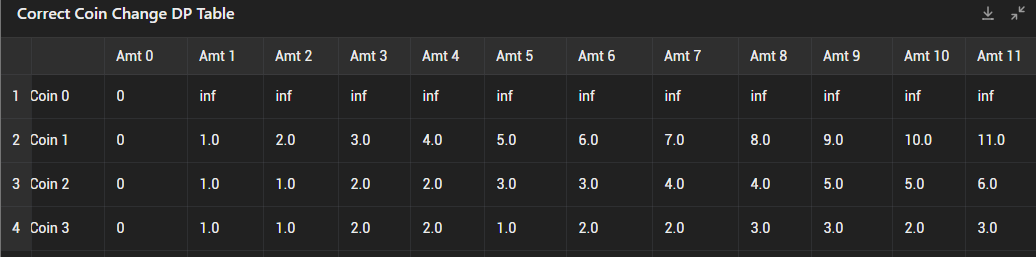 Correct Coin Change DP Table
Amt 0 Amt 1 Amt 2 Amt 3 Amt 4 Amt 5 Amt 6 Amt 7 Amt 8 Amt 9 Amt 10 Amt 11
1 Coin 0 0 inf inf inf inf inf inf inf inf inf inf inf
2 Coin 1 0 1.0 2.0 3.0 4.0 5.0 6.0 7.0 8.0 9.0 10.0 11.0
3 Coin 2 0 1.0 1.0 2.0 2.0 3.0 3.0 4.0 4.0 5.0 5.0 6.0
4 Coin 3 0 1.0 1.0 2.0 2.0 1.0 2.0 2.0 3.0 3.0 2.0 3.0